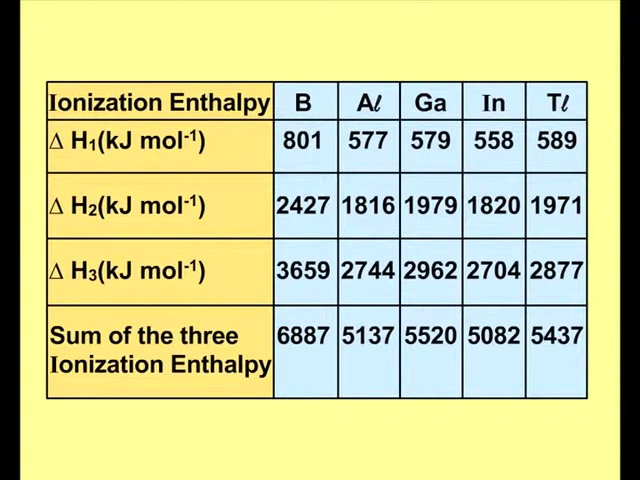 Ionization Enthalpy B Aℓ Ga In Tℓ
Δ H₁(kJ mol⁻¹) 801 577 579 558 589
Δ H₂(kJ mol⁻¹) 2427 1816 1979 1820 1971
Δ H₃(kJ mol⁻¹) 3659 2744 2962 2704 2877
Sum of the three 6887 5137 5520 5082 5437
Ionization Enthalpy